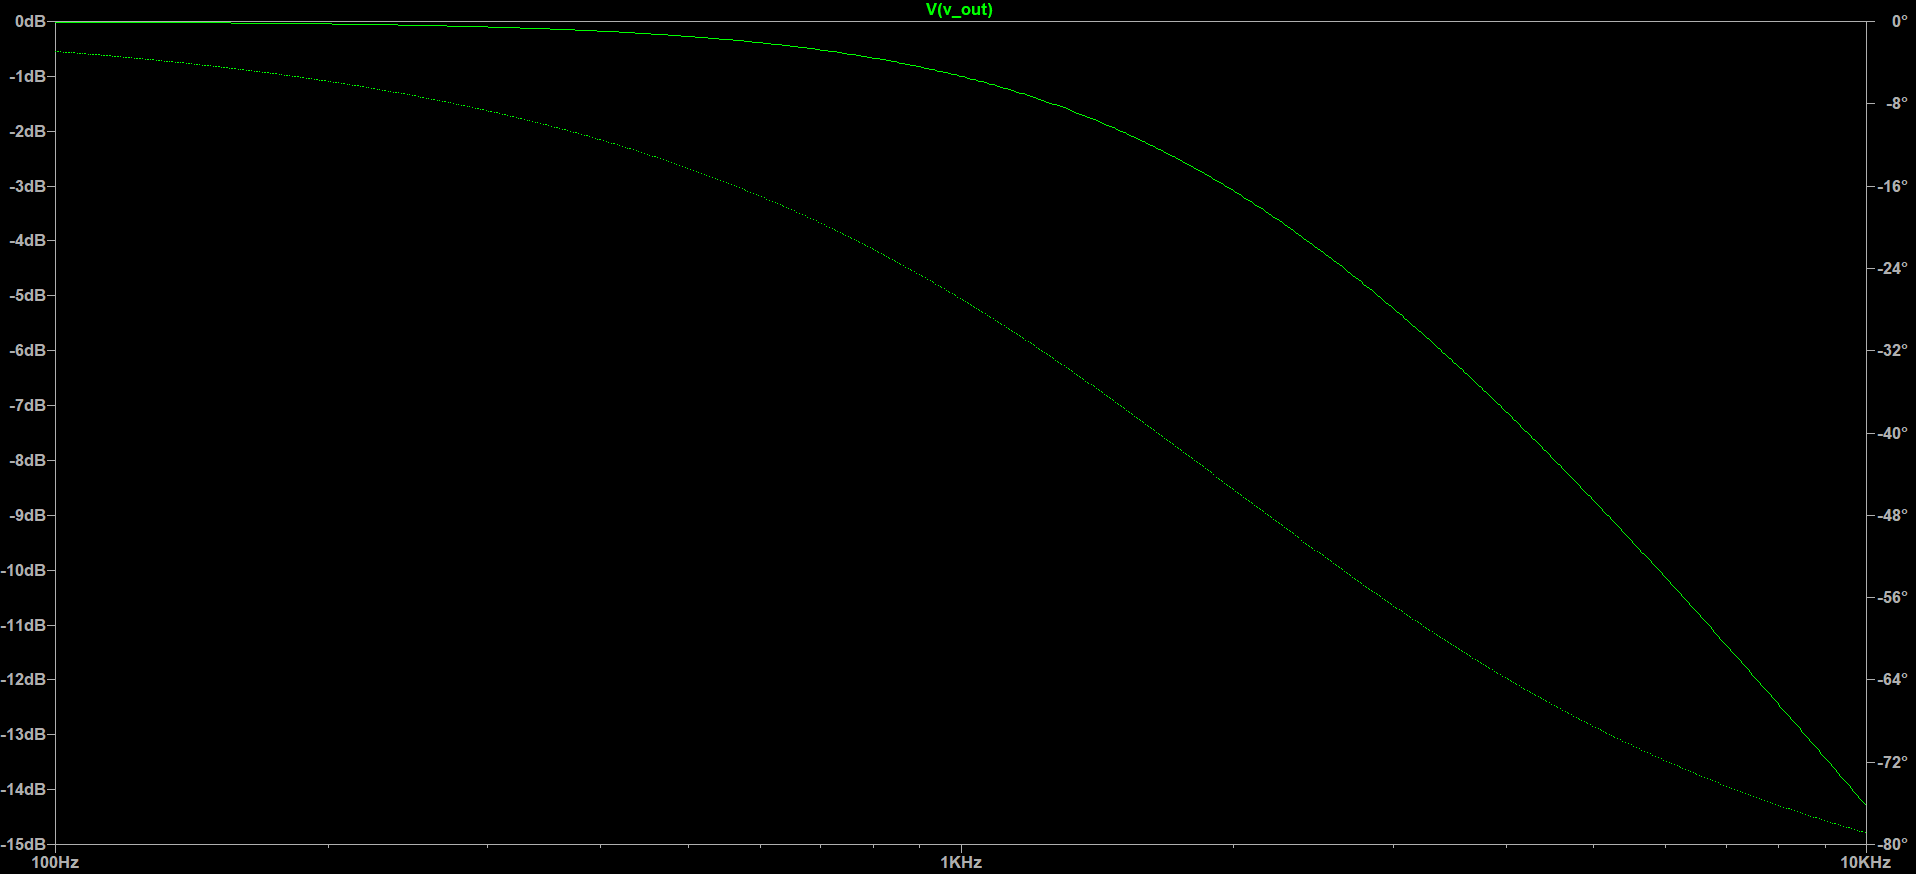 V(v_out)
0dB
-1dB
-2dB
-3dB
-4dB
-5dB
-6dB
-7dB
-8dB
-9dB
-10dB
-11dB
-12dB
-13dB
-14dB
-15dB
0°
-8°
-16°
-24°
-32°
-40°
-48°
-56°
-64°
-72°
-80°
100Hz 1KHz 10KHz